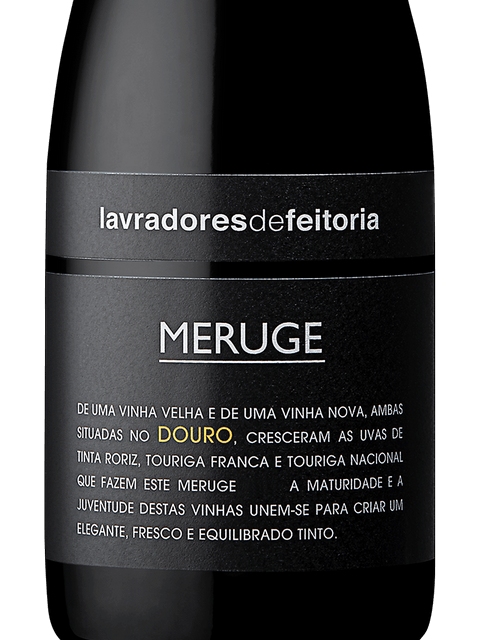 lavradoresdefeitoria
MERUGE
DE UMA VINHA VELHA E DE UMA VINHA NOVA, AMBAS
SITUADAS NO DOURO, CRESCERAM AS UVAS DE
TINTA RORIZ, TOURIGA FRANCA E TOURIGA NACIONAL
QUE FAZEM ESTE MERUGE A MATURIDADE E A
JUVENTUDE DESTAS VINHAS UNEM-SE PARA CRIAR UM
ELEGANTE, FRESCO E EQUILIBRADO TINTO.